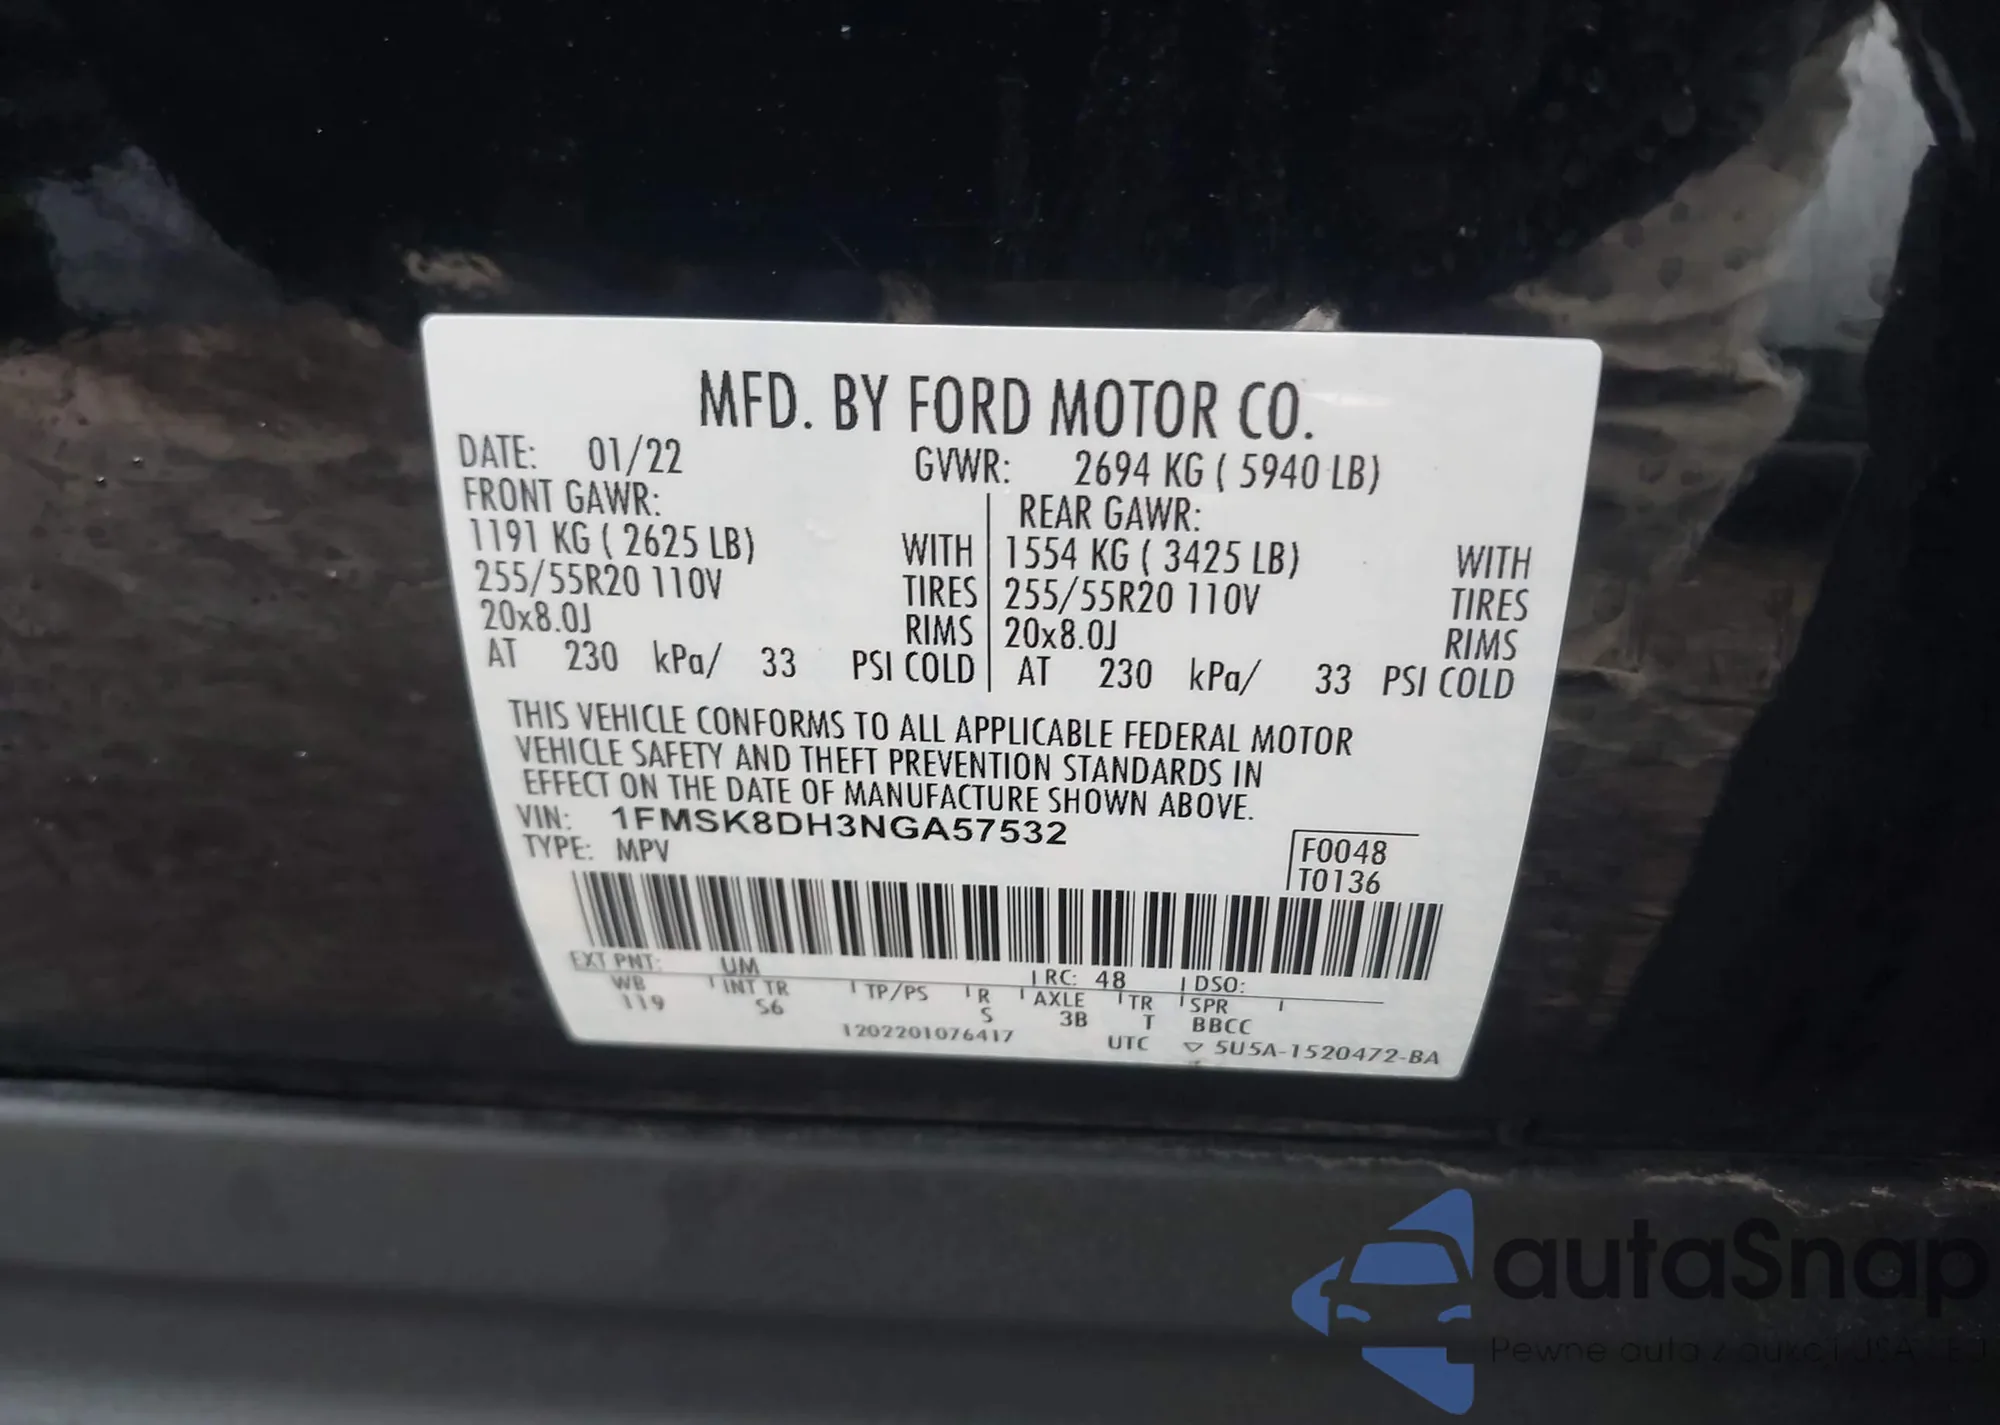 MFD. BY FORD MOTOR CO.
DATE: 01/22 GVWR: 2694 KG ( 5940 LB)
FRONT GAWR: REAR GAWR:
1191 KG ( 2625 LB) WITH 1554 KG ( 3425 LB) WITH
255/55R20 110V TIRES 255/55R20 110V TIRES
20x8.0J RIMS 20x8.0J RIMS
AT 230 kPa/ 33 PSI COLD AT 230 kPa/ 33 PSI COLD
THIS VEHICLE CONFORMS TO ALL APPLICABLE FEDERAL MOTOR
VEHICLE SAFETY AND THEFT PREVENTION STANDARDS IN
EFFECT ON THE DATE OF MANUFACTURE SHOWN ABOVE.
VIN: 1FMSK8DH3NGA57532
TYPE: MPV
F0048
T0136
EXT PNT: UM RC: 48 DSO:
WB INT TR TP/PS R AXLE TR SPR
119 S6 S 3B T BBCC
1202201076417 UTC ▽ 5U5A-1520472-BA
autaSnap
Pewne auta z aukcji USA i EU